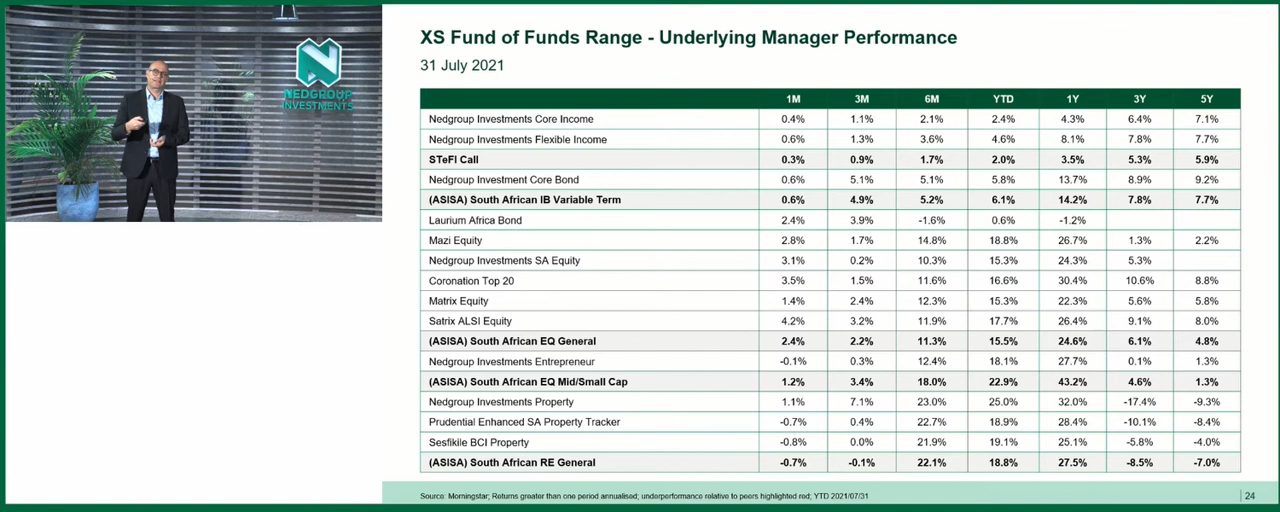 NEDGROUP
INVESTMENTS
XS Fund of Funds Range - Underlying Manager Performance
31 July 2021
1M 3M 6M YTD 1Y 3Y 5Y
Nedgroup Investments Core Income 0.4% 1.1% 2.1% 2.4% 4.3% 6.4% 7.1%
Nedgroup Investments Flexible Income 0.6% 1.3% 3.6% 4.6% 8.1% 7.8% 7.7%
STeFI Call 0.3% 0.9% 1.7% 2.0% 3.5% 5.3% 5.9%
Nedgroup Investment Core Bond 0.6% 5.1% 5.1% 5.8% 13.7% 8.9% 9.2%
(ASISA) South African IB Variable Term 0.6% 4.9% 5.2% 6.1% 14.2% 7.8% 7.7%
Laurium Africa Bond 2.4% 3.9% -1.6% 0.6% -1.2%
Mazi Equity 2.8% 1.7% 14.8% 18.8% 26.7% 1.3% 2.2%
Nedgroup Investments SA Equity 3.1% 0.2% 10.3% 15.3% 24.3% 5.3%
Coronation Top 20 3.5% 1.5% 11.6% 16.6% 30.4% 10.6% 8.8%
Matrix Equity 1.4% 2.4% 12.3% 15.3% 22.3% 5.6% 5.8%
Satrix ALSI Equity 4.2% 3.2% 11.9% 17.7% 26.4% 9.1% 8.0%
(ASISA) South African EQ General 2.4% 2.2% 11.3% 15.5% 24.6% 6.1% 4.8%
Nedgroup Investments Entrepreneur -0.1% 0.3% 12.4% 18.1% 27.7% 0.1% 1.3%
(ASISA) South African EQ Mid/Small Cap 1.2% 3.4% 18.0% 22.9% 43.2% 4.6% 1.3%
Nedgroup Investments Property 1.1% 7.1% 23.0% 25.0% 32.0% -17.4% -9.3%
Prudential Enhanced SA Property Tracker -0.7% 0.4% 22.7% 18.9% 28.4% -10.1% -8.4%
Sesfikile BCI Property -0.8% 0.0% 21.9% 19.1% 25.1% -5.8% -4.0%
(ASISA) South African RE General -0.7% -0.1% 22.1% 18.8% 27.5% -8.5% -7.0%
Source: Morningstar; Returns greater than one period annualised; underperformance relative to peers highlighted red; YTD 2021/07/31
24